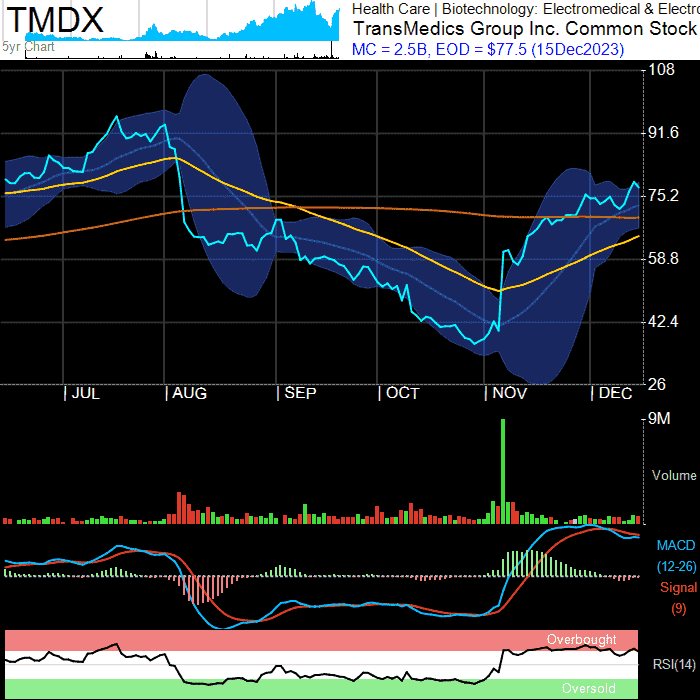 TMDX
5yr Chart
Health Care | Biotechnology: Electromedical & Electro
TransMedics Group Inc. Common Stock
MC = 2.5B, EOD = $77.5 (15Dec2023)
108
91.6
75.2
58.8
42.4
26
| JUL | AUG | SEP | OCT | NOV | DEC
9M
Volume
MACD
(12-26)
Signal
(9)
Overbought
RSI(14)
Oversold